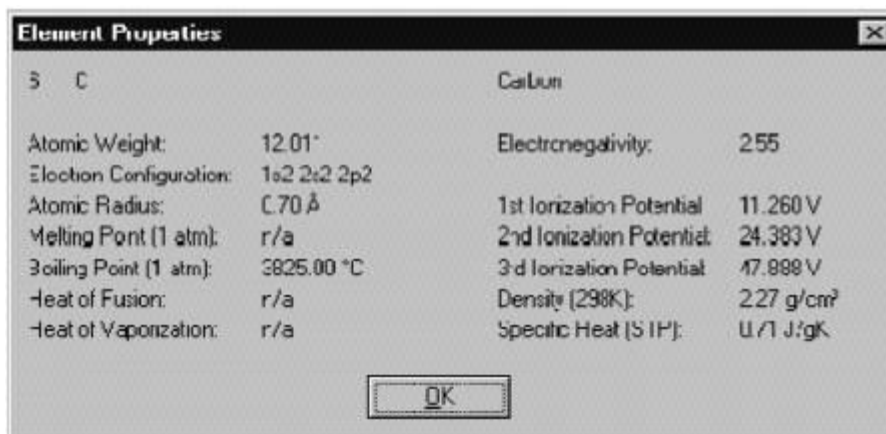 Element Properties
6 C Carbon
Atomic Weight: 12.011 Electronegativity: 2.55
Electron Configuration: 1s2 2s2 2p2
Atomic Radius: 0.70 Å 1st Ionization Potential: 11.260 V
Melting Point (1 atm): r/a 2nd Ionization Potential: 24.383 V
Boiling Point (1 atm): 3825.00 °C 3rd Ionization Potential: 47.888 V
Heat of Fusion: r/a Density (298K): 2.27 g/cm³
Heat of Vaporization: r/a Specific Heat (STP): 0.71 J/gK
OK